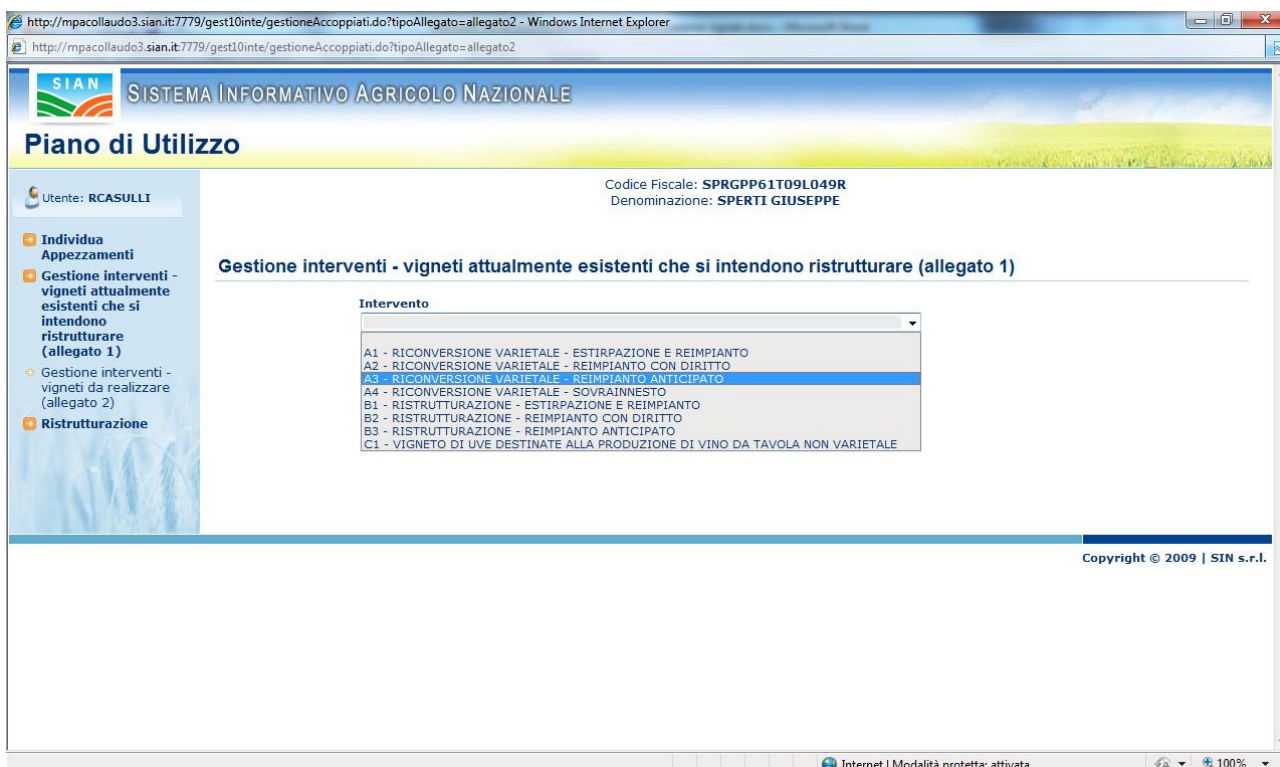 http://mpacollaudo3.sian.it:7779/gest10inte/gestioneAccoppiati.do?tipoAllegato=allegato2 - Windows Internet Explorer
http://mpacollaudo3.sian.it:7779/gest10inte/gestioneAccoppiati.do?tipoAllegato=allegato2
SIAN
SISTEMA INFORMATIVO AGRICOLO NAZIONALE
Piano di Utilizzo
Utente: RCASULLI
Individua
Appezzamenti
Gestione interventi -
vigneti attualmente
esistenti che si
intendono
ristrutturare
(allegato 1)
Gestione interventi -
vigneti da realizzare
(allegato 2)
Ristrutturazione
Codice Fiscale: SPRGPP61T09L049R
Denominazione: SPERTI GIUSEPPE
Gestione interventi - vigneti attualmente esistenti che si intendono ristrutturare (allegato 1)
Intervento
A1 - RICONVERSIONE VARIETALE - ESTIRPAZIONE E REIMPIANTO
A2 - RICONVERSIONE VARIETALE - REIMPIANTO CON DIRITTO
A3 - RICONVERSIONE VARIETALE - REIMPIANTO ANTICIPATO
A4 - RICONVERSIONE VARIETALE - SOVRAINNESTO
B1 - RISTRUTTURAZIONE - ESTIRPAZIONE E REIMPIANTO
B2 - RISTRUTTURAZIONE - REIMPIANTO CON DIRITTO
B3 - RISTRUTTURAZIONE - REIMPIANTO ANTICIPATO
C1 - VIGNETO DI UVE DESTINATE ALLA PRODUZIONE DI VINO DA TAVOLA NON VARIETALE
Copyright © 2009 | SIN s.r.l.
Internet | Modalità protetta: attivata
100%